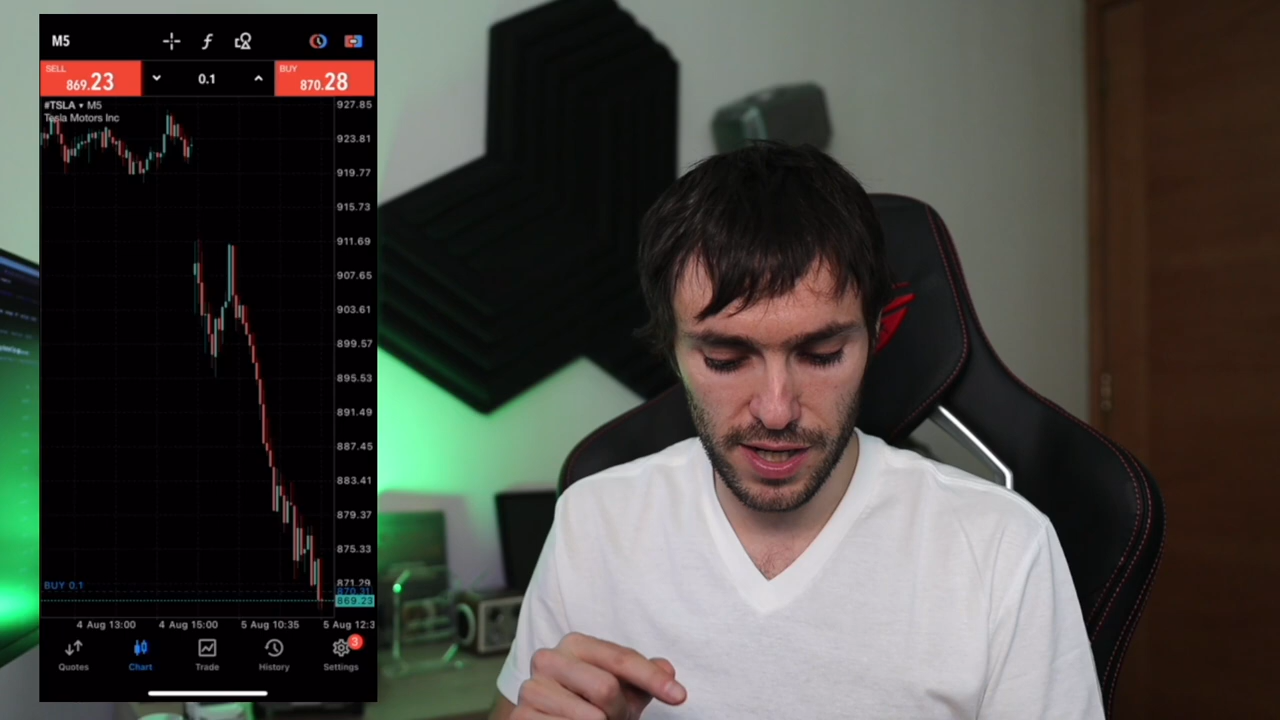 M5
SELL
869.23
0.1
BUY
870.28
#TSLA ▾ M5
Tesla Motors Inc
927.85
923.81
919.77
915.73
911.69
907.65
903.61
899.57
895.53
891.49
887.45
883.41
879.37
875.33
871.29
BUY 0.1
870.31
869.23
4 Aug 13:00
4 Aug 15:00
5 Aug 10:35
5 Aug 12:3
3
Quotes
Chart
Trade
History
Settings